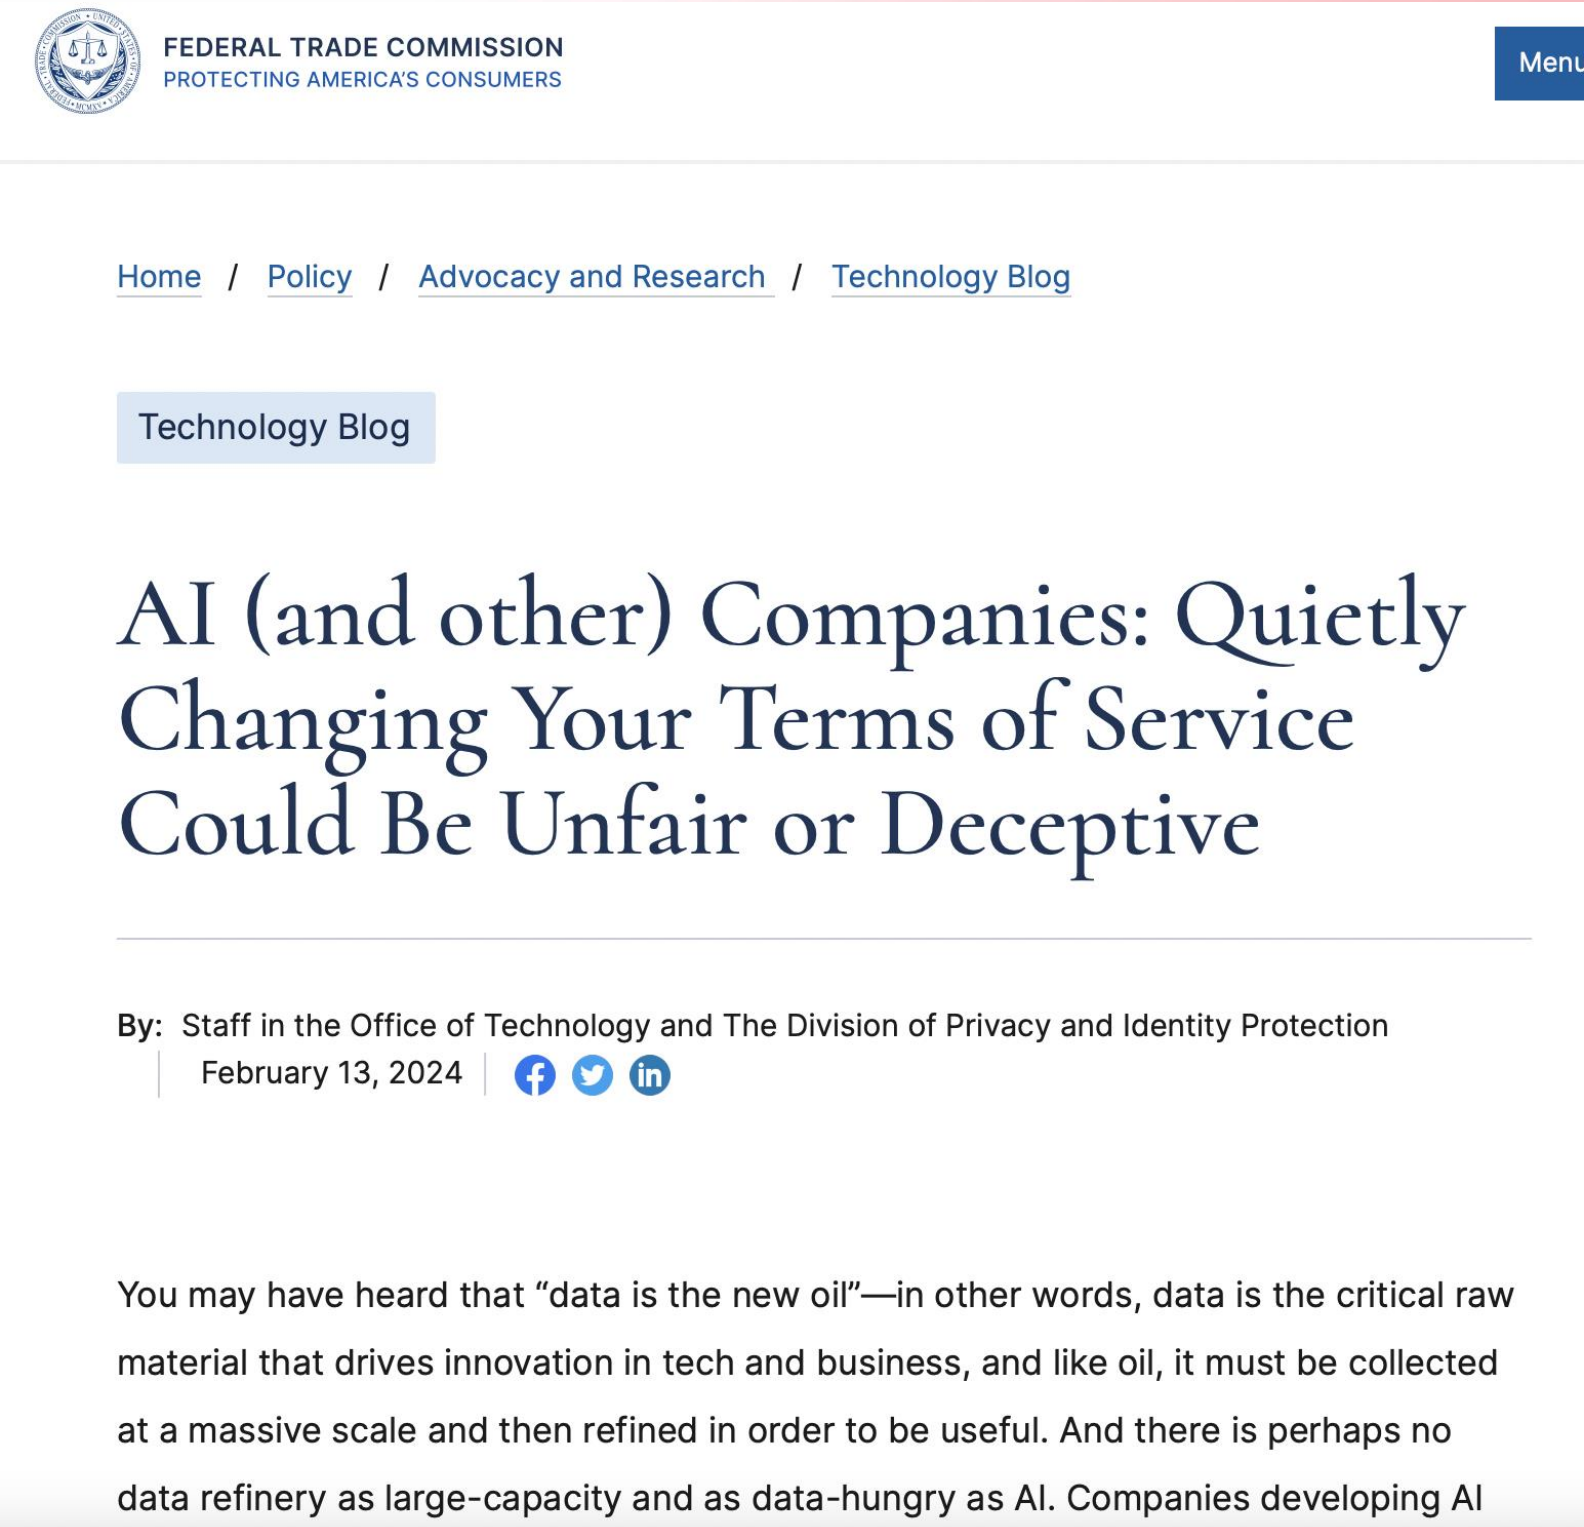 FEDERAL TRADE COMMISSION
PROTECTING AMERICA'S CONSUMERS
Menu
Home / Policy / Advocacy and Research / Technology Blog
Technology Blog
AI (and other) Companies: Quietly
Changing Your Terms of Service
Could Be Unfair or Deceptive
By: Staff in the Office of Technology and The Division of Privacy and Identity Protection
February 13, 2024
You may have heard that “data is the new oil”—in other words, data is the critical raw
material that drives innovation in tech and business, and like oil, it must be collected
at a massive scale and then refined in order to be useful. And there is perhaps no
data refinery as large-capacity and as data-hungry as AI. Companies developing AI